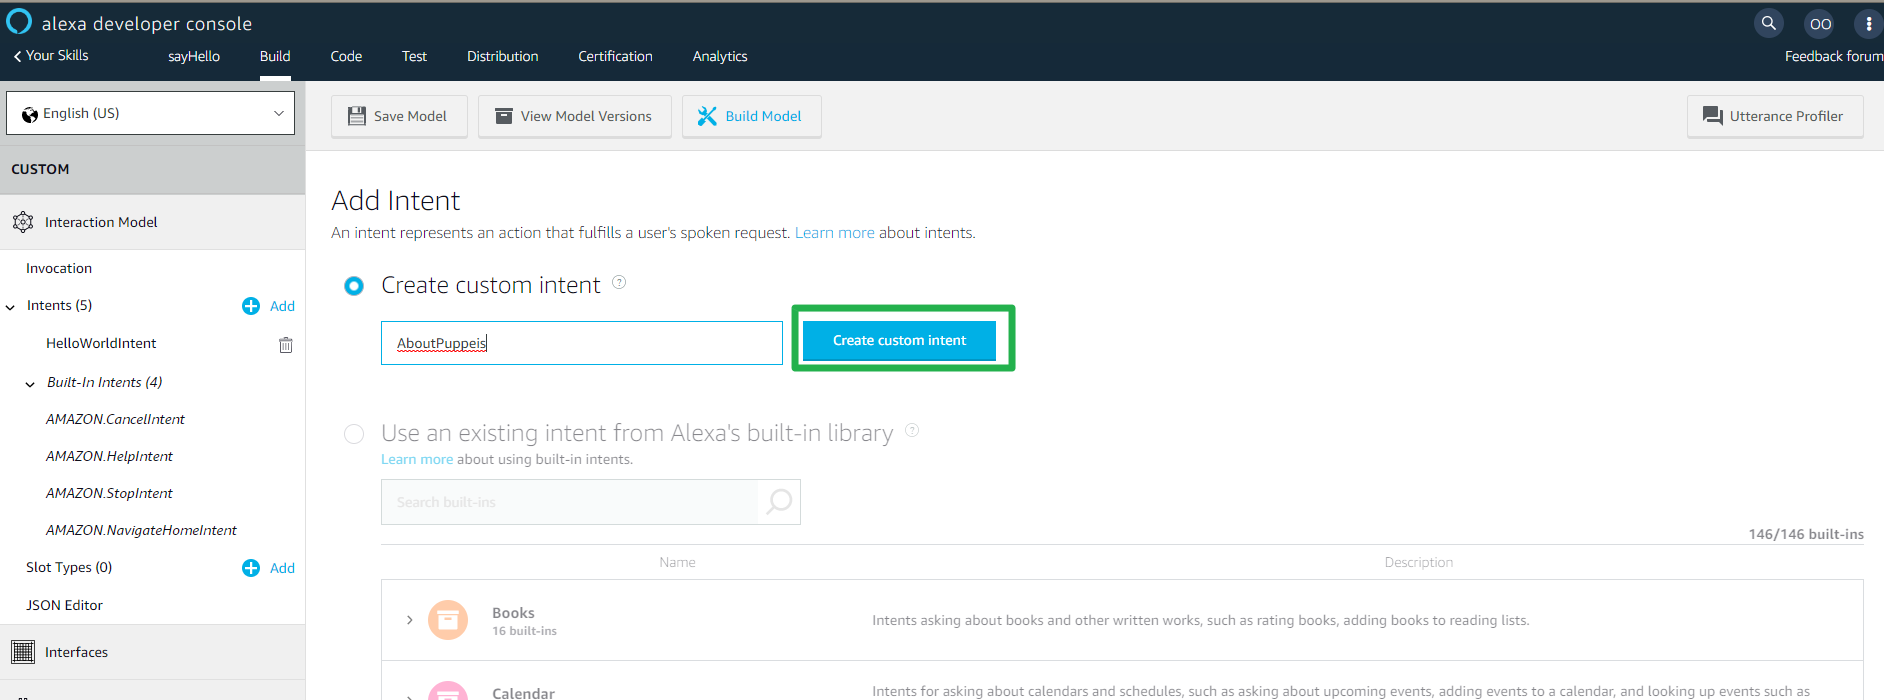 alexa developer console
OO
Your Skills
sayHello
Build
Code
Test
Distribution
Certification
Analytics
Feedback forum
English (US)
Save Model
View Model Versions
Build Model
Utterance Profiler
CUSTOM
Interaction Model
Invocation
Intents (5)
Add
HelloWorldIntent
Built-In Intents (4)
AMAZON.CancelIntent
AMAZON.HelpIntent
AMAZON.StopIntent
AMAZON.NavigateHomeIntent
Slot Types (0)
Add
JSON Editor
Interfaces
Add Intent
An intent represents an action that fulfills a user's spoken request. Learn more about intents.
Create custom intent ?
AboutPuppeis
Create custom intent
Use an existing intent from Alexa's built-in library ?
Learn more about using built-in intents.
Search built-ins
146/146 built-ins
Name
Description
Books
16 built-ins
Intents asking about books and other written works, such as rating books, adding books to reading lists.
Calendar
Intents for asking about calendars and schedules, such as asking about upcoming events, adding events to a calendar, and looking up events such as